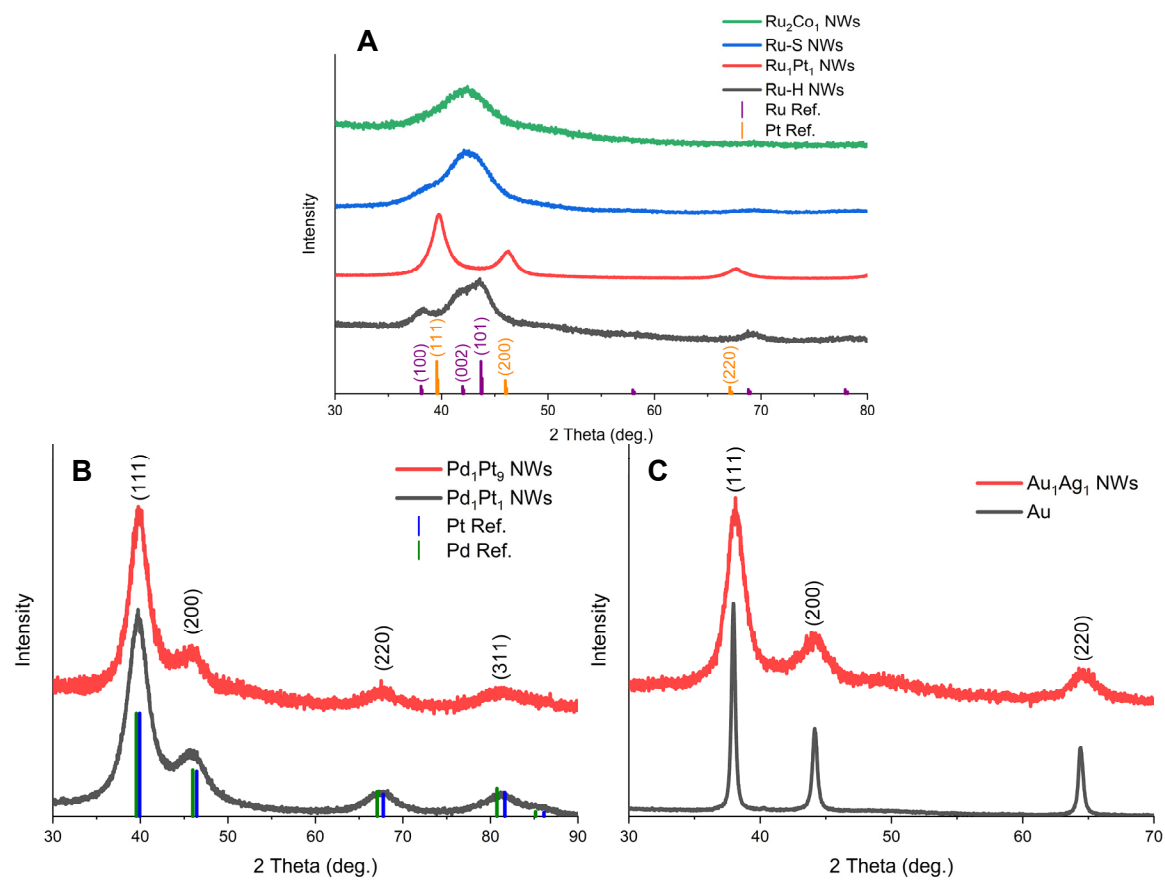 A
Ru₂Co₁ NWs
Ru-S NWs
Ru₁Pt₁ NWs
Ru-H NWs
Ru Ref.
Pt Ref.
Intensity
(100)
(111)
(002)
(101)
(200)
(220)
30 40 50 60 70 80
2 Theta (deg.)
B
Pd₁Pt₉ NWs
Pd₁Pt₁ NWs
Pt Ref.
Pd Ref.
Intensity
(111)
(200)
(220)
(311)
30 40 50 60 70 80 90
2 Theta (deg.)
C
Au₁Ag₁ NWs
Au
Intensity
(111)
(200)
(220)
30 40 50 60 70
2 Theta (deg.)